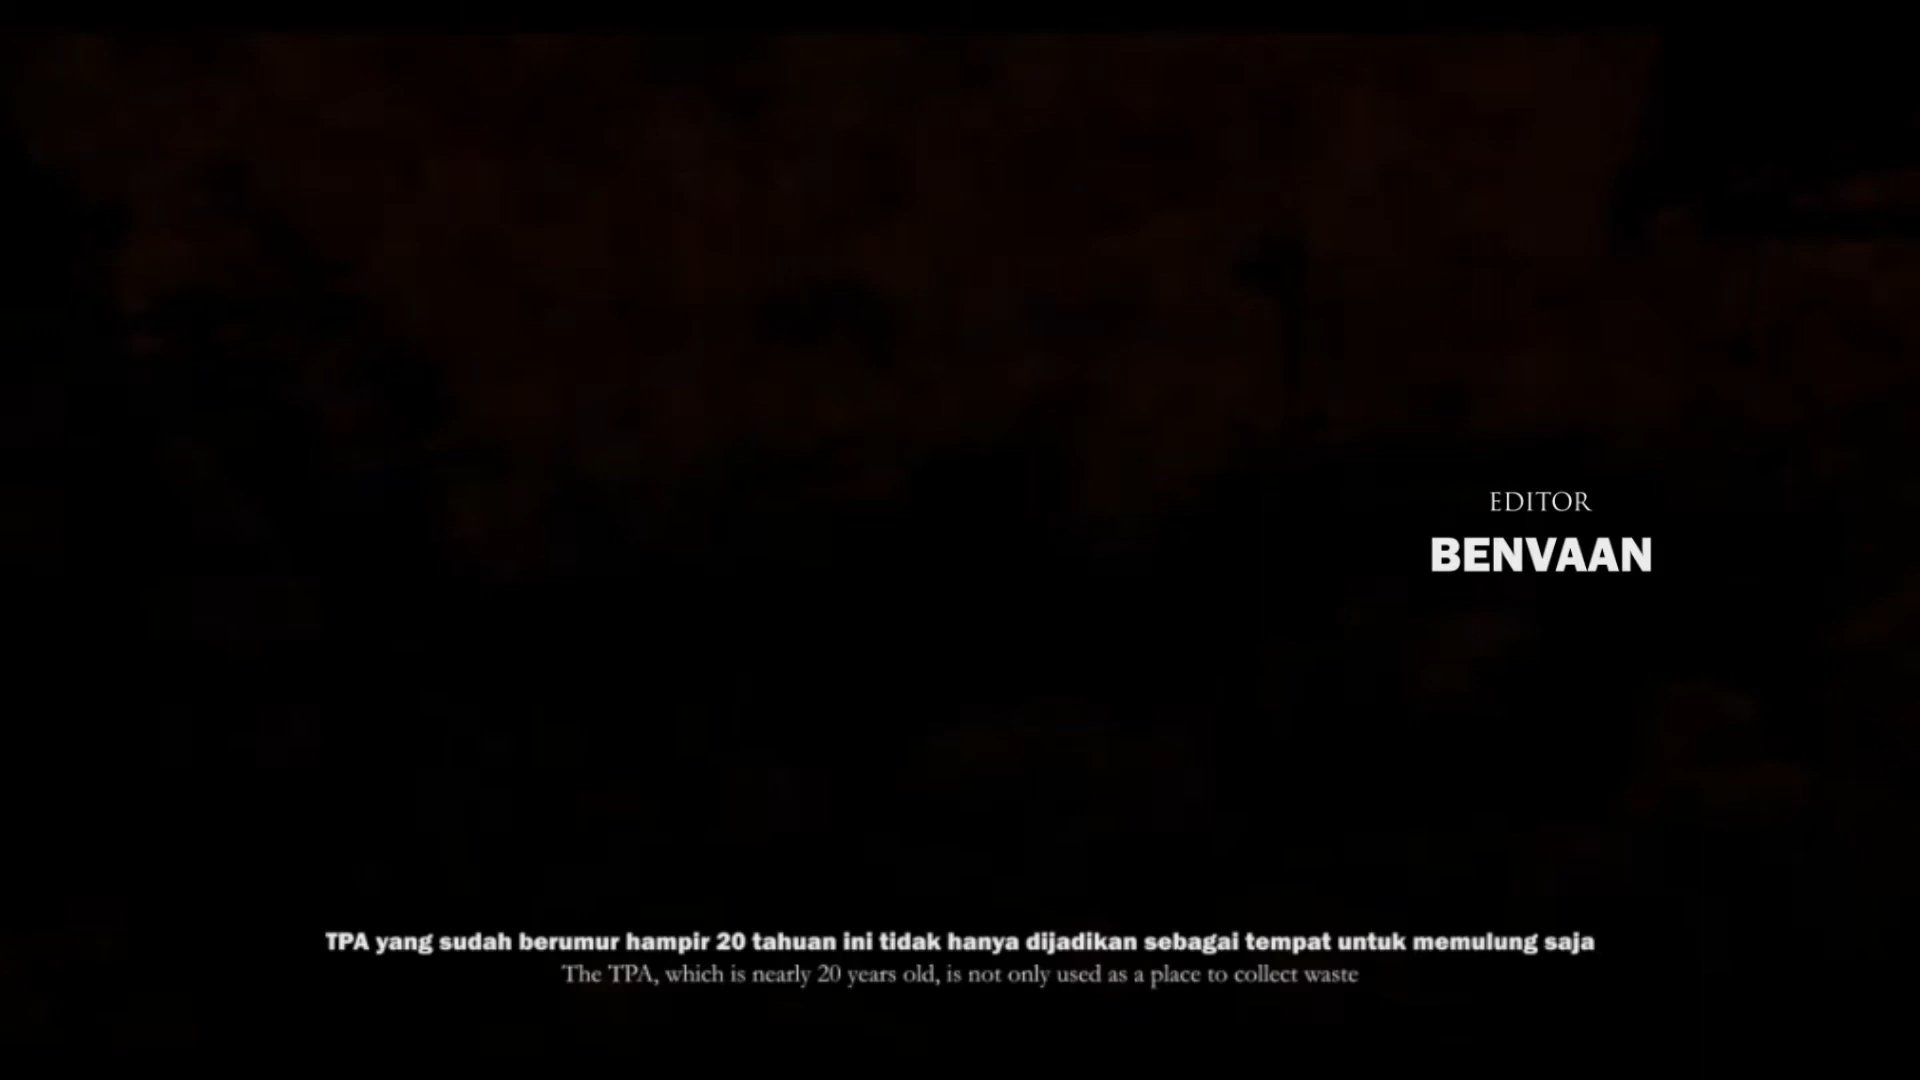 EDITOR
BENVAAN
TPA yang sudah berumur hampir 20 tahuan ini tidak hanya dijadikan sebagai tempat untuk memulung saja
The TPA, which is nearly 20 years old, is not only used as a place to collect waste